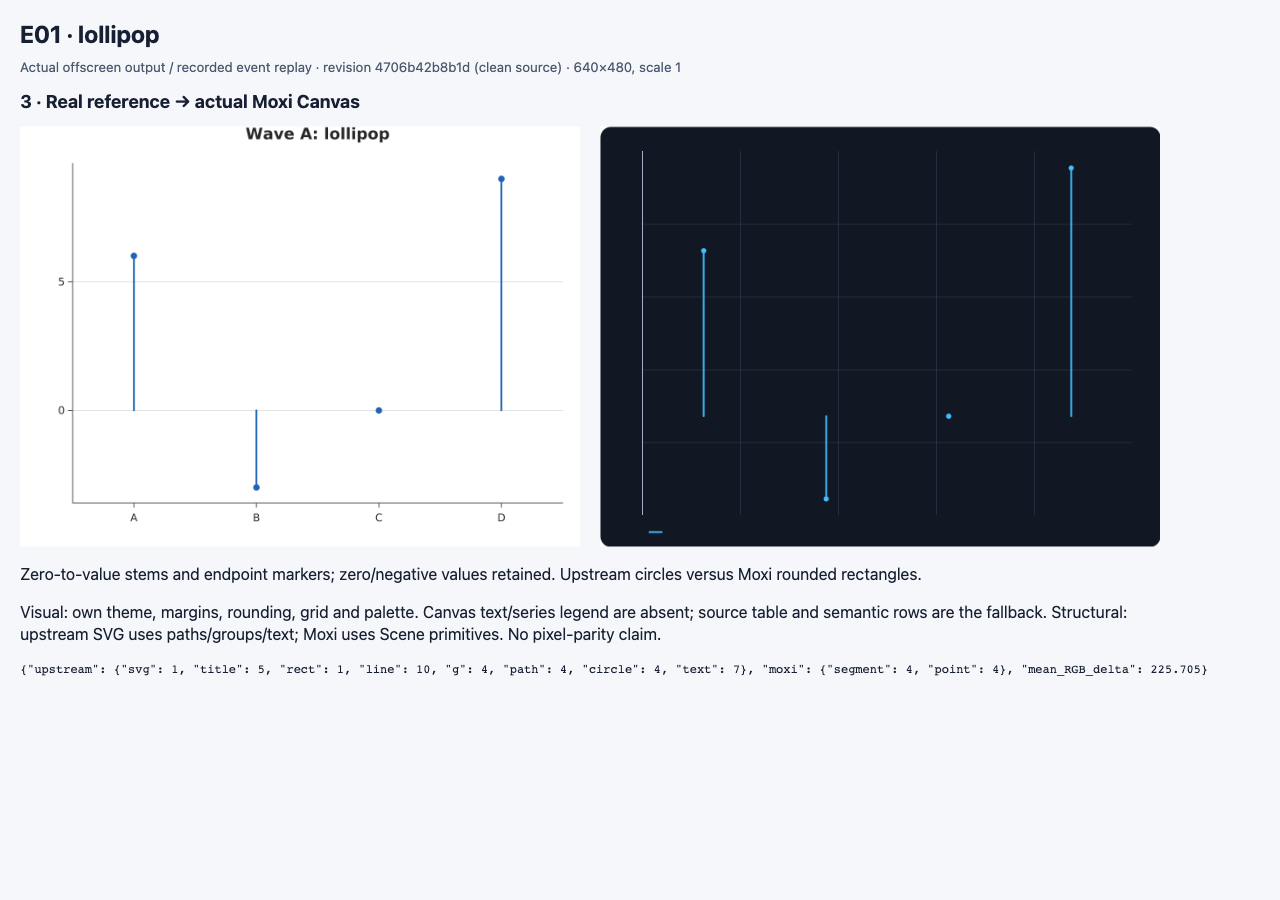 E01 · lollipop
Actual offscreen output / recorded event replay · revision 4706b42b8b1d (clean source) · 640×480, scale 1
3 · Real reference → actual Moxi Canvas
Wave A: lollipop
5
0
A B C D
Zero-to-value stems and endpoint markers; zero/negative values retained. Upstream circles versus Moxi rounded rectangles.
Visual: own theme, margins, rounding, grid and palette. Canvas text/series legend are absent; source table and semantic rows are the fallback. Structural:
upstream SVG uses paths/groups/text; Moxi uses Scene primitives. No pixel-parity claim.
{"upstream": {"svg": 1, "title": 5, "rect": 1, "line": 10, "g": 4, "path": 4, "circle": 4, "text": 7}, "moxi": {"segment": 4, "point": 4}, "mean_RGB_delta": 225.705}